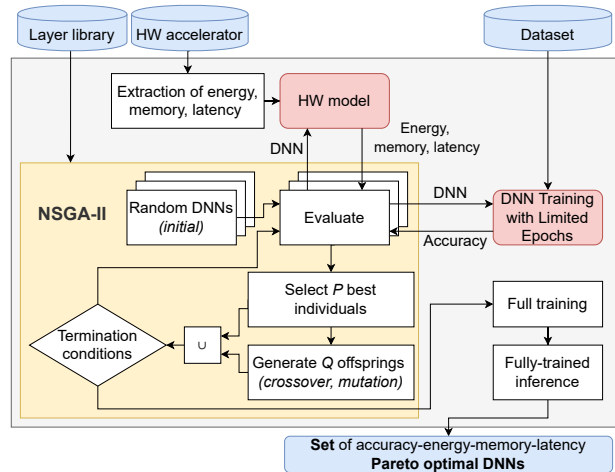 Layer library
HW accelerator
Dataset
Extraction of energy,
memory, latency
HW model
DNN
Energy,
memory, latency
NSGA-II
Random DNNs
(initial)
Evaluate
DNN
Accuracy
DNN Training
with Limited
Epochs
Select P best
individuals
Termination
conditions
∪
Generate Q offsprings
(crossover, mutation)
Full training
Fully-trained
inference
Set of accuracy-energy-memory-latency
Pareto optimal DNNs